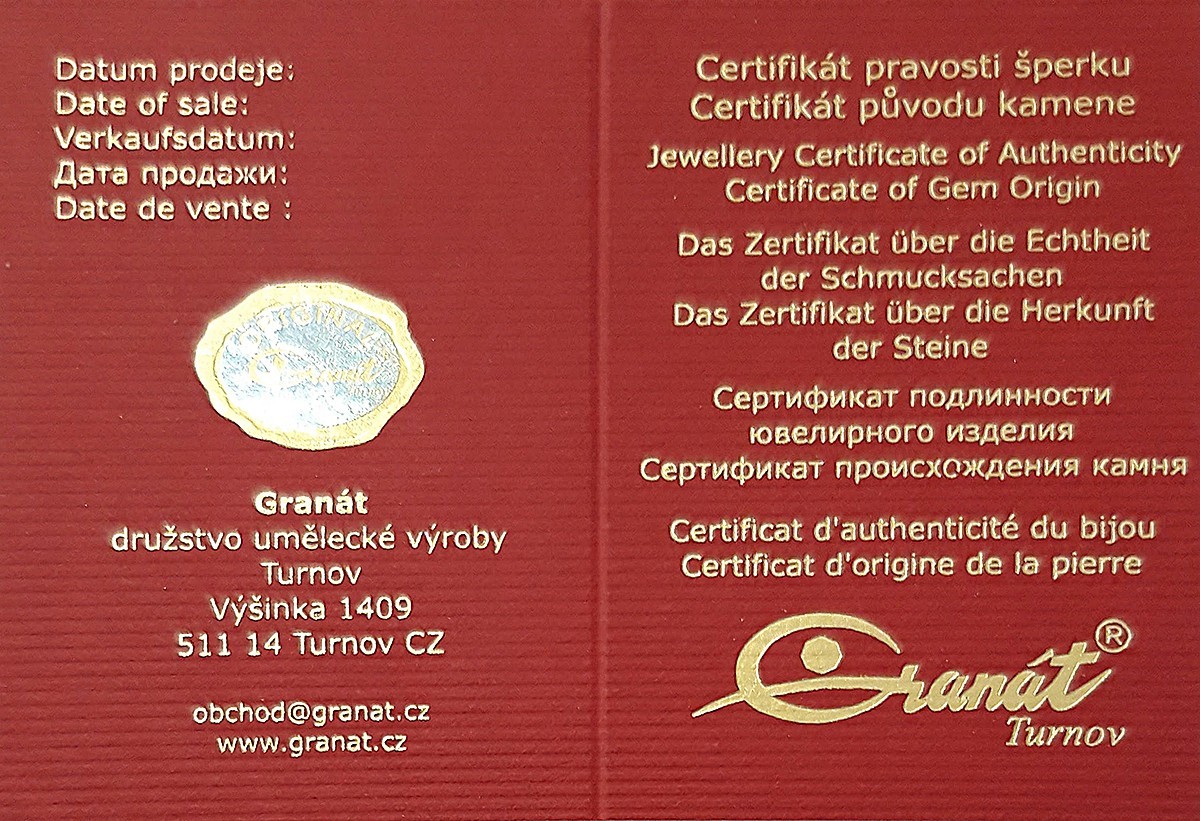 Datum prodeje:
Date of sale:
Verkaufsdatum:
Дата продажи:
Date de vente :
ORIGINAL
Granát
Granát
družstvo umělecké výroby
Turnov
Výšinka 1409
511 14 Turnov CZ
obchod@granat.cz
www.granat.cz
Certifikát pravosti šperku
Certifikát původu kamene
Jewellery Certificate of Authenticity
Certificate of Gem Origin
Das Zertifikat über die Echtheit
der Schmucksachen
Das Zertifikat über die Herkunft
der Steine
Сертификат подлинности
ювелирного изделия
Сертификат происхождения камня
Certificat d'authenticité du bijou
Certificat d'origine de la pierre
Granát ®
Turnov